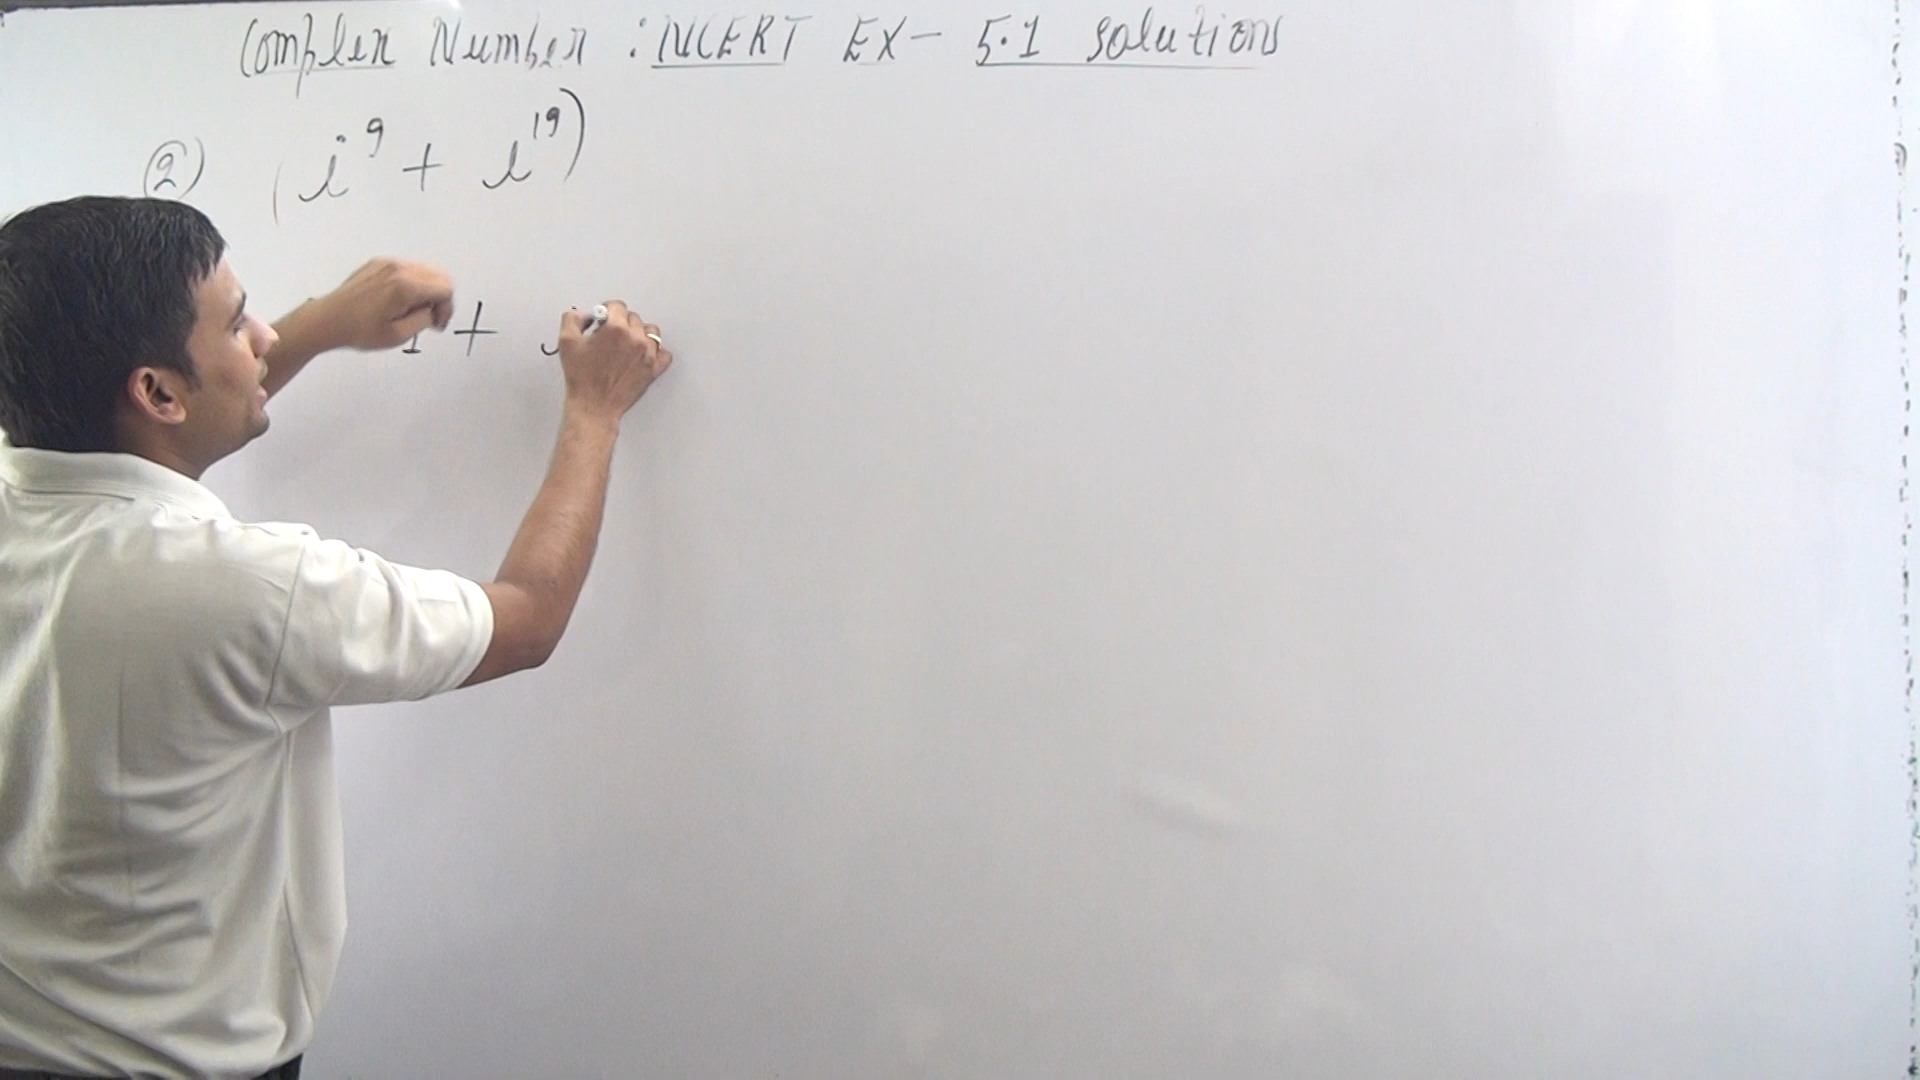 Complex Number : NCERT EX- 5.1 solutions
2) (i⁹ + i¹⁹)
1 + i